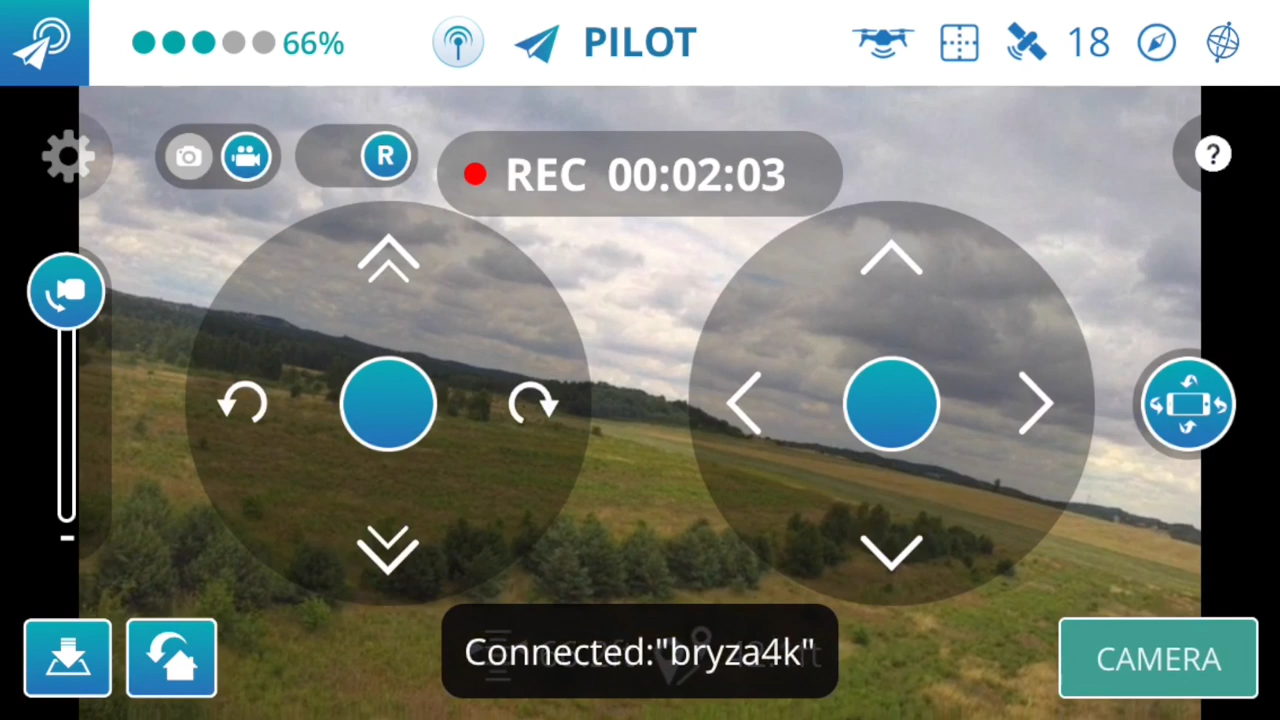 66%
PILOT
18
R
REC 00:02:03
?
Connected:"bryza4k"
CAMERA